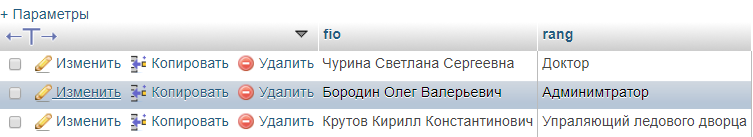 + Параметры
fio rang
Изменить Копировать Удалить Чурина Светлана Сергеевна Доктор
Изменить Копировать Удалить Бородин Олег Валерьевич Админимтратор
Изменить Копировать Удалить Крутов Кирилл Константинович Упраляющий ледового дворца